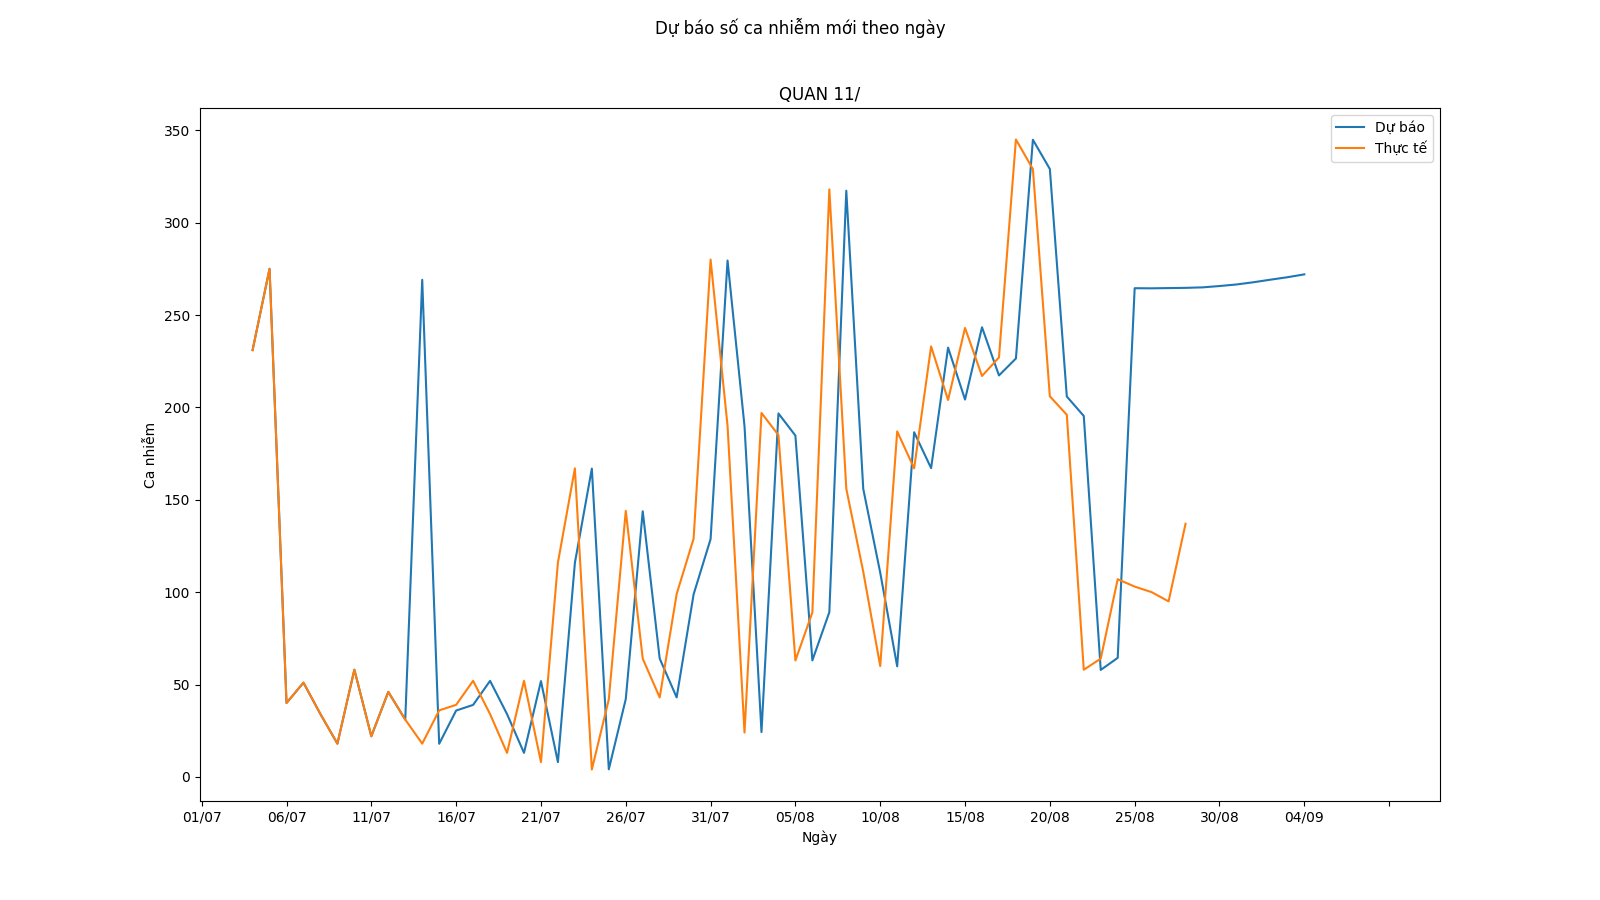 Dự báo số ca nhiễm mới theo ngày
QUAN 11/
Dự báo
Thực tế
350
300
250
200
150
100
50
0
Ca nhiễm
01/07 06/07 11/07 16/07 21/07 26/07 31/07 05/08 10/08 15/08 20/08 25/08 30/08 04/09
Ngày